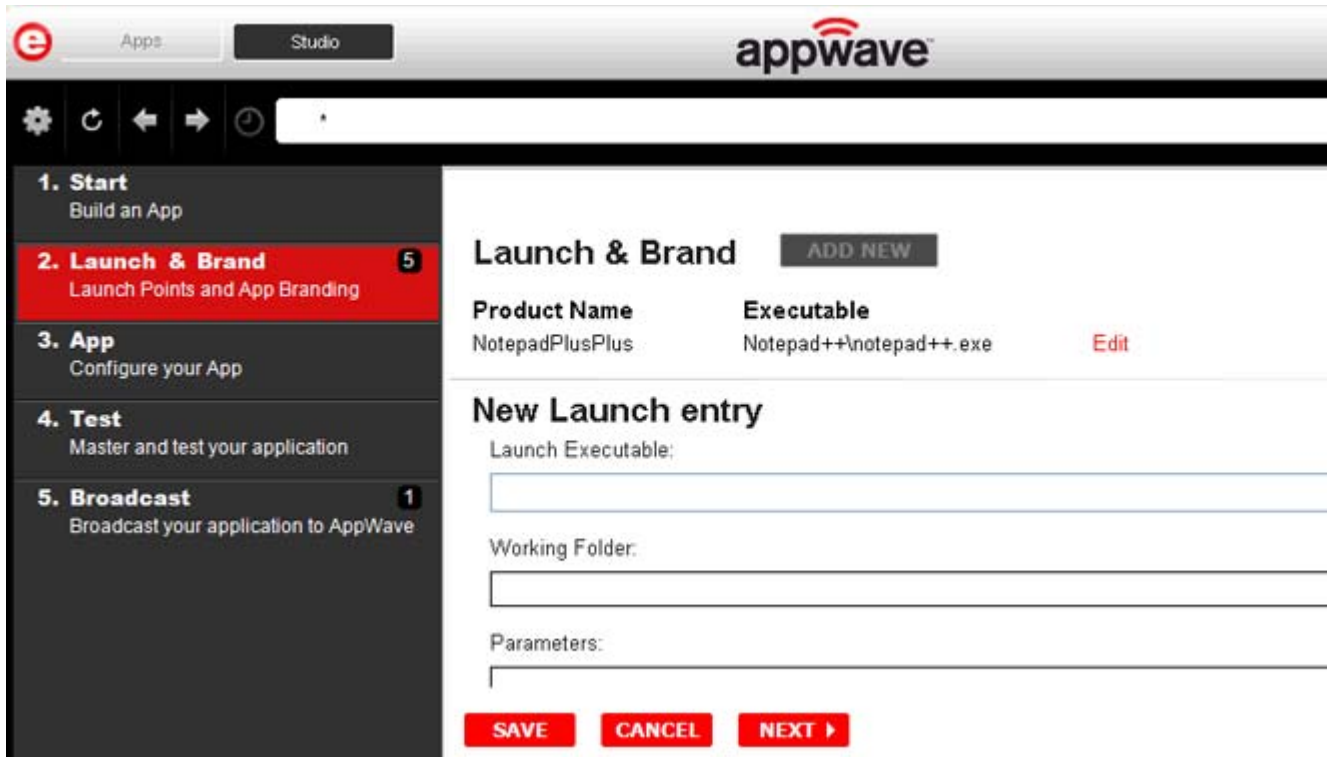 e
Apps
Studio
appwave™
*
1. Start
Build an App
2. Launch & Brand 5
Launch Points and App Branding
3. App
Configure your App
4. Test
Master and test your application
5. Broadcast 1
Broadcast your application to AppWave
Launch & Brand ADD NEW
Product Name Executable
NotepadPlusPlus Notepad++\notepad++.exe Edit
New Launch entry
Launch Executable:
Working Folder:
Parameters:
SAVE CANCEL NEXT